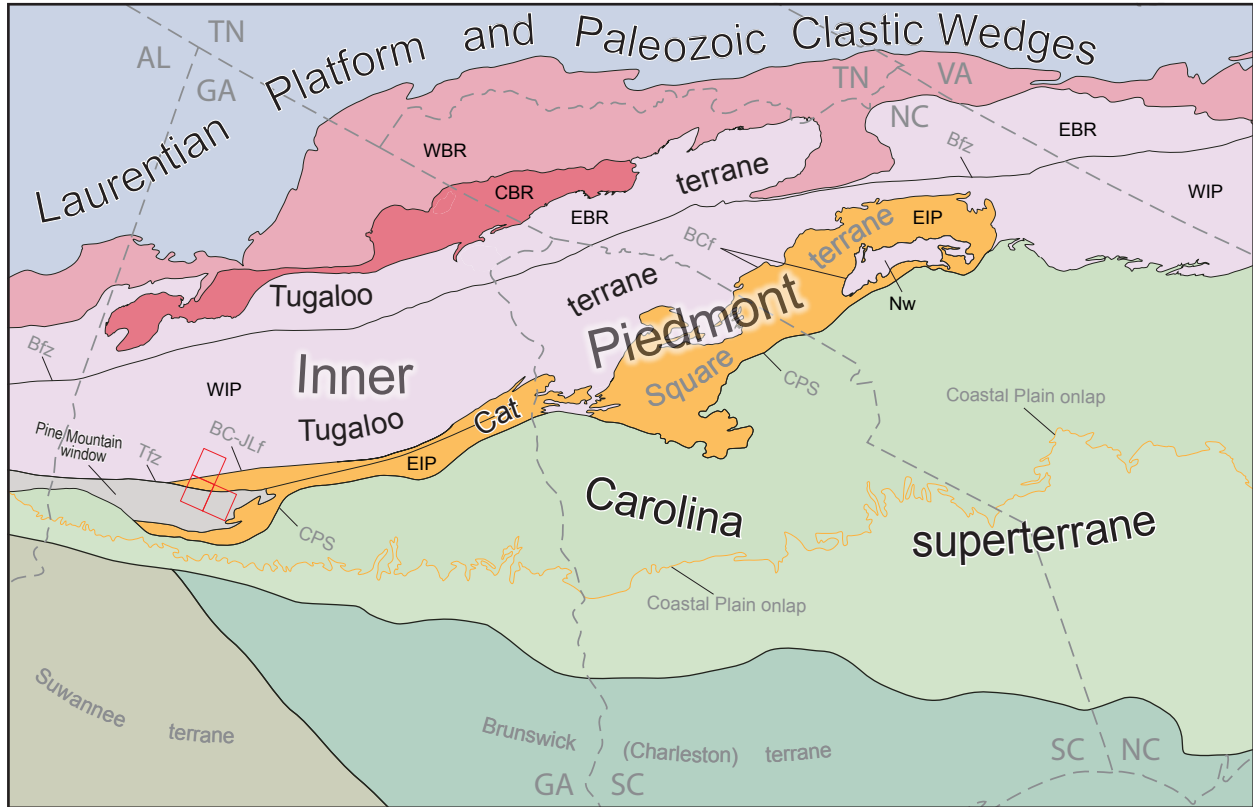 Laurentian Platform and Paleozoic Clastic Wedges
TN
AL
GA
TN
VA
NC
WBR
CBR
EBR
terrane
EBR
Bfz
WIP
Tugaloo
BCf
terrane
EIP
Nw
terrane
Piedmont
Square
CPS
Bfz
Inner
WIP
Tugaloo
Cat
EIP
Pine Mountain
window
Tfz
BC-JLf
CPS
Coastal Plain onlap
Carolina
superterrane
Coastal Plain onlap
Suwannee
terrane
Brunswick (Charleston) terrane
GA
SC
SC
NC